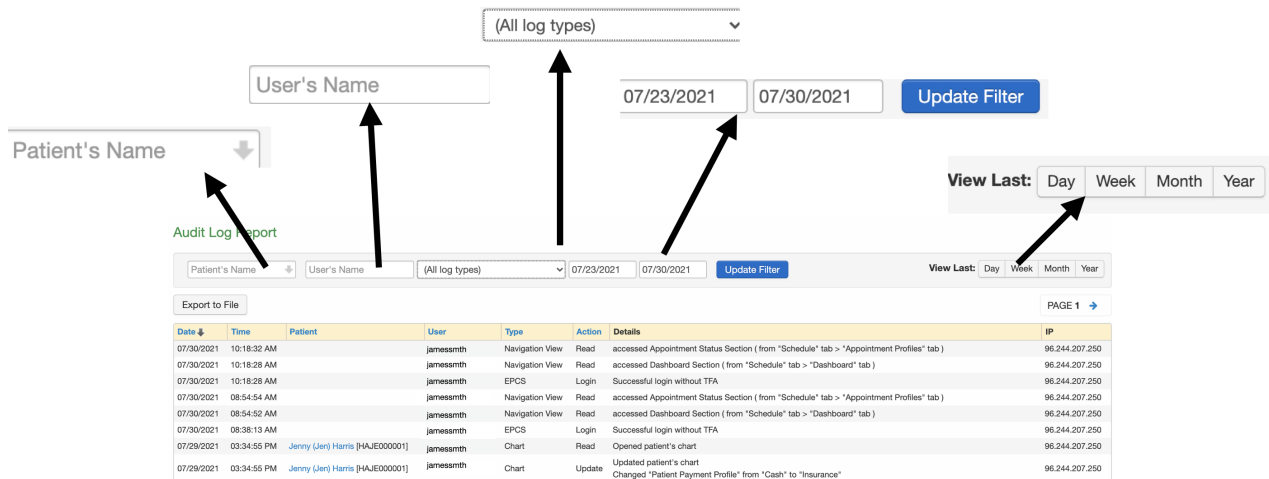 (All log types)
User's Name
07/23/2021 07/30/2021 Update Filter
Patient's Name
View Last: Day Week Month Year
Audit Log Report
Patient's Name User's Name (All log types) 07/23/2021 07/30/2021 Update Filter View Last: Day Week Month Year
Export to File PAGE 1
Date Time Patient User Type Action Details IP
07/30/2021 10:18:32 AM jamessmth Navigation View Read accessed Appointment Status Section ( from "Schedule" tab > "Appointment Profiles" tab ) 96.244.207.250
07/30/2021 10:18:28 AM jamessmth Navigation View Read accessed Dashboard Section ( from "Schedule" tab > "Dashboard" tab ) 96.244.207.250
07/30/2021 10:18:28 AM jamessmth EPCS Login Successful login without TFA 96.244.207.250
07/30/2021 08:54:54 AM jamessmth Navigation View Read accessed Appointment Status Section ( from "Schedule" tab > "Appointment Profiles" tab ) 96.244.207.250
07/30/2021 08:54:52 AM jamessmth Navigation View Read accessed Dashboard Section ( from "Schedule" tab > "Dashboard" tab ) 96.244.207.250
07/30/2021 08:38:13 AM jamessmth EPCS Login Successful login without TFA 96.244.207.250
07/29/2021 03:34:55 PM Jenny (Jen) Harris [HAJE000001] jamessmth Chart Read Opened patient's chart 96.244.207.250
07/29/2021 03:34:55 PM Jenny (Jen) Harris [HAJE000001] jamessmth Chart Update Updated patient's chart 96.244.207.250
Changed "Patient Payment Profile" from "Cash" to "Insurance"